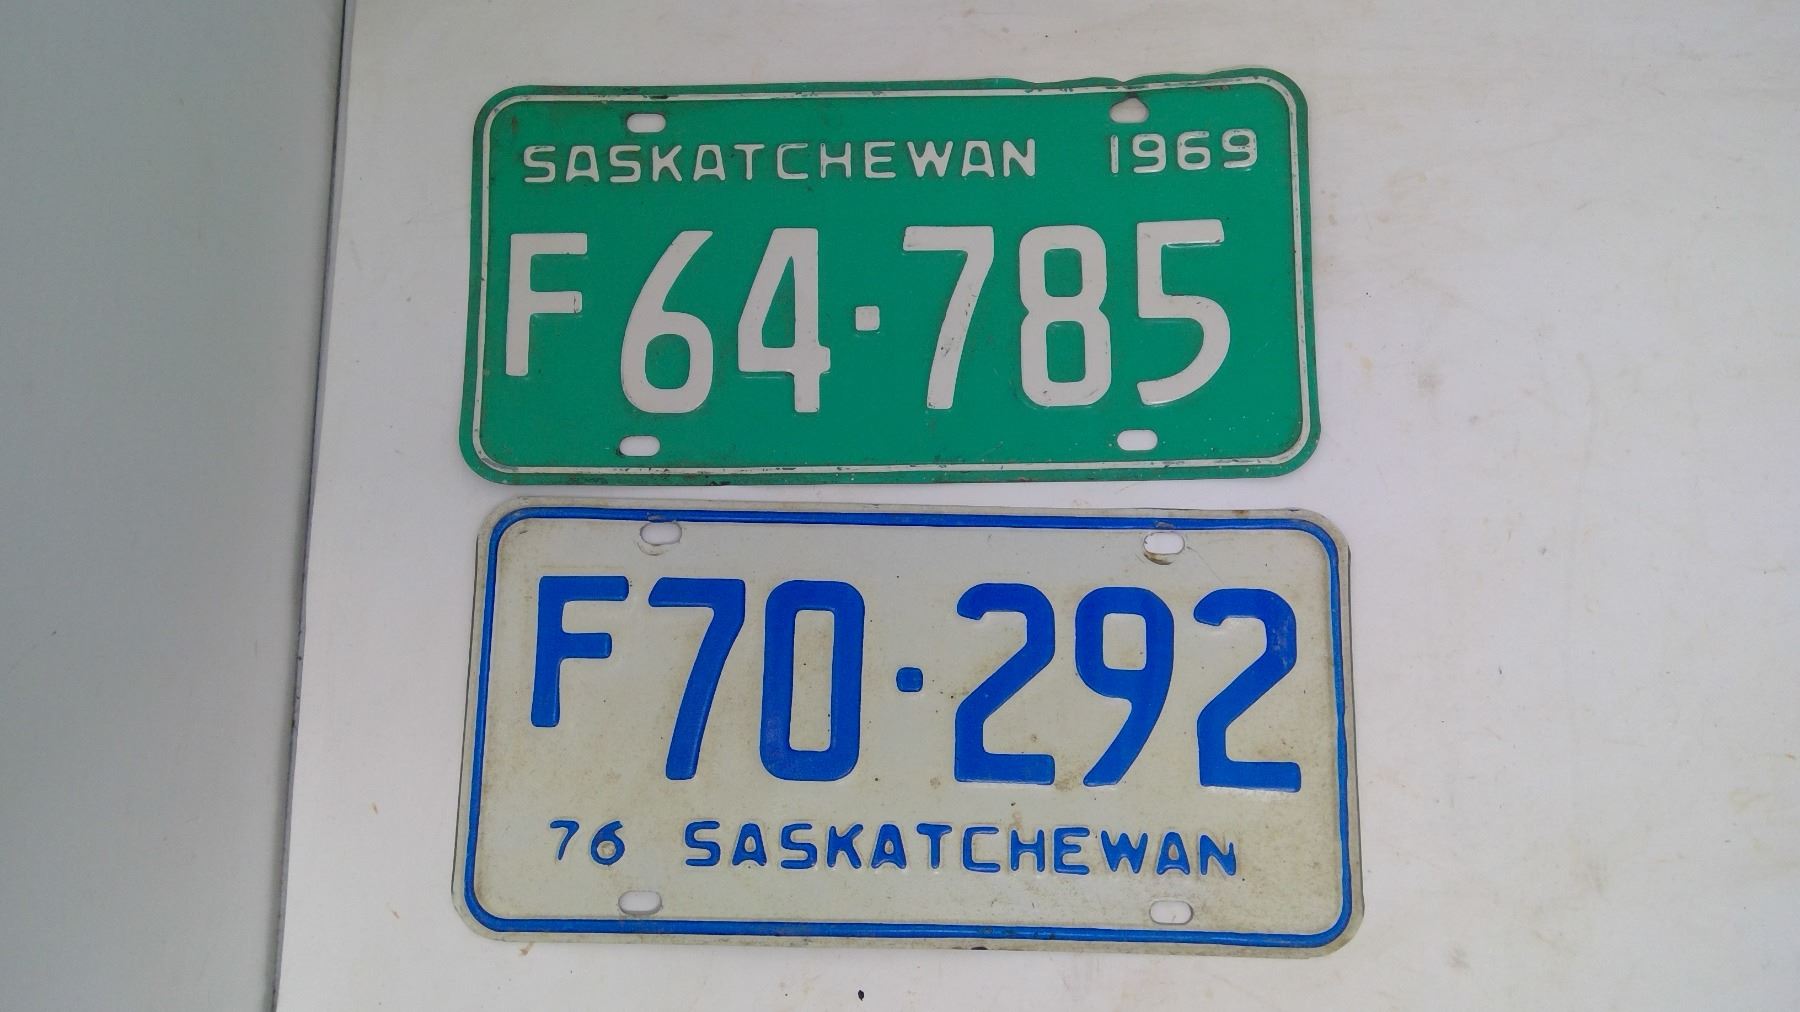 SASKATCHEWAN 1969
F64·785
F70·292
76 SASKATCHEWAN